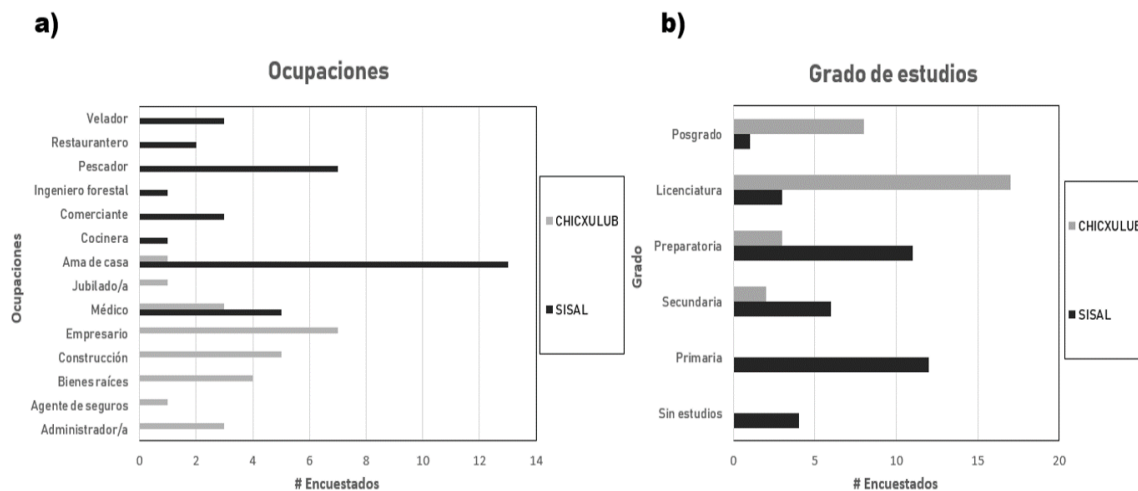 a)
Ocupaciones
Ocupaciones
Velador
Restaurantero
Pescador
Ingeniero forestal
Comerciante
Cocinera
Ama de casa
Jubilado/a
Médico
Empresario
Construcción
Bienes raíces
Agente de seguros
Administrador/a
0 2 4 6 8 10 12 14
# Encuestados
CHICXULUB
SISAL
b)
Grado de estudios
Grado
Posgrado
Licenciatura
Preparatoria
Secundaria
Primaria
Sin estudios
0 5 10 15 20
# Encuestados
CHICXULUB
SISAL